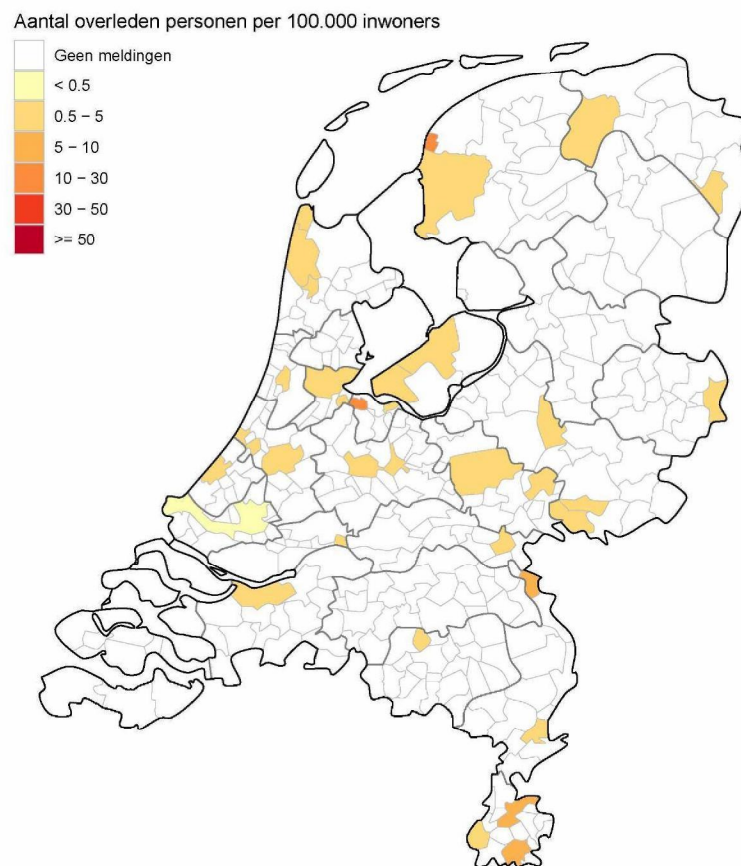 Aantal overleden personen per 100.000 inwoners
Geen meldingen
< 0.5
0.5 − 5
5 − 10
10 − 30
30 − 50
>= 50